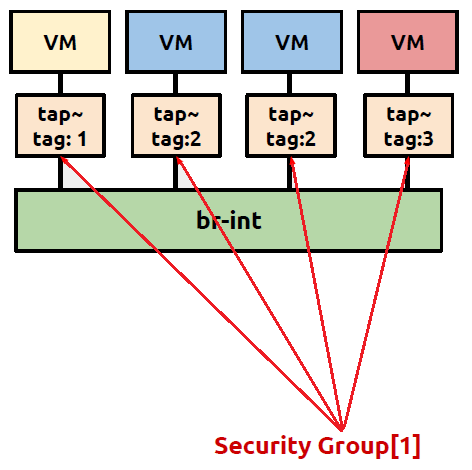 VM
VM
VM
VM
tap~
tag: 1
tap~
tag:2
tap~
tag:2
tap~
tag:3
br-int
Security Group[1]